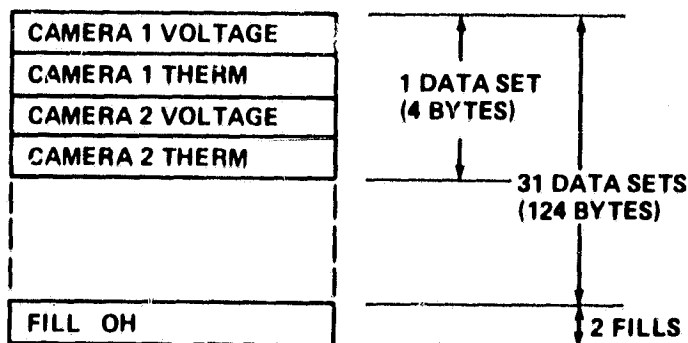 CAMERA 1 VOLTAGE
CAMERA 1 THERM
CAMERA 2 VOLTAGE
CAMERA 2 THERM
1 DATA SET
(4 BYTES)
31 DATA SETS
(124 BYTES)
FILL OH
2 FILLS